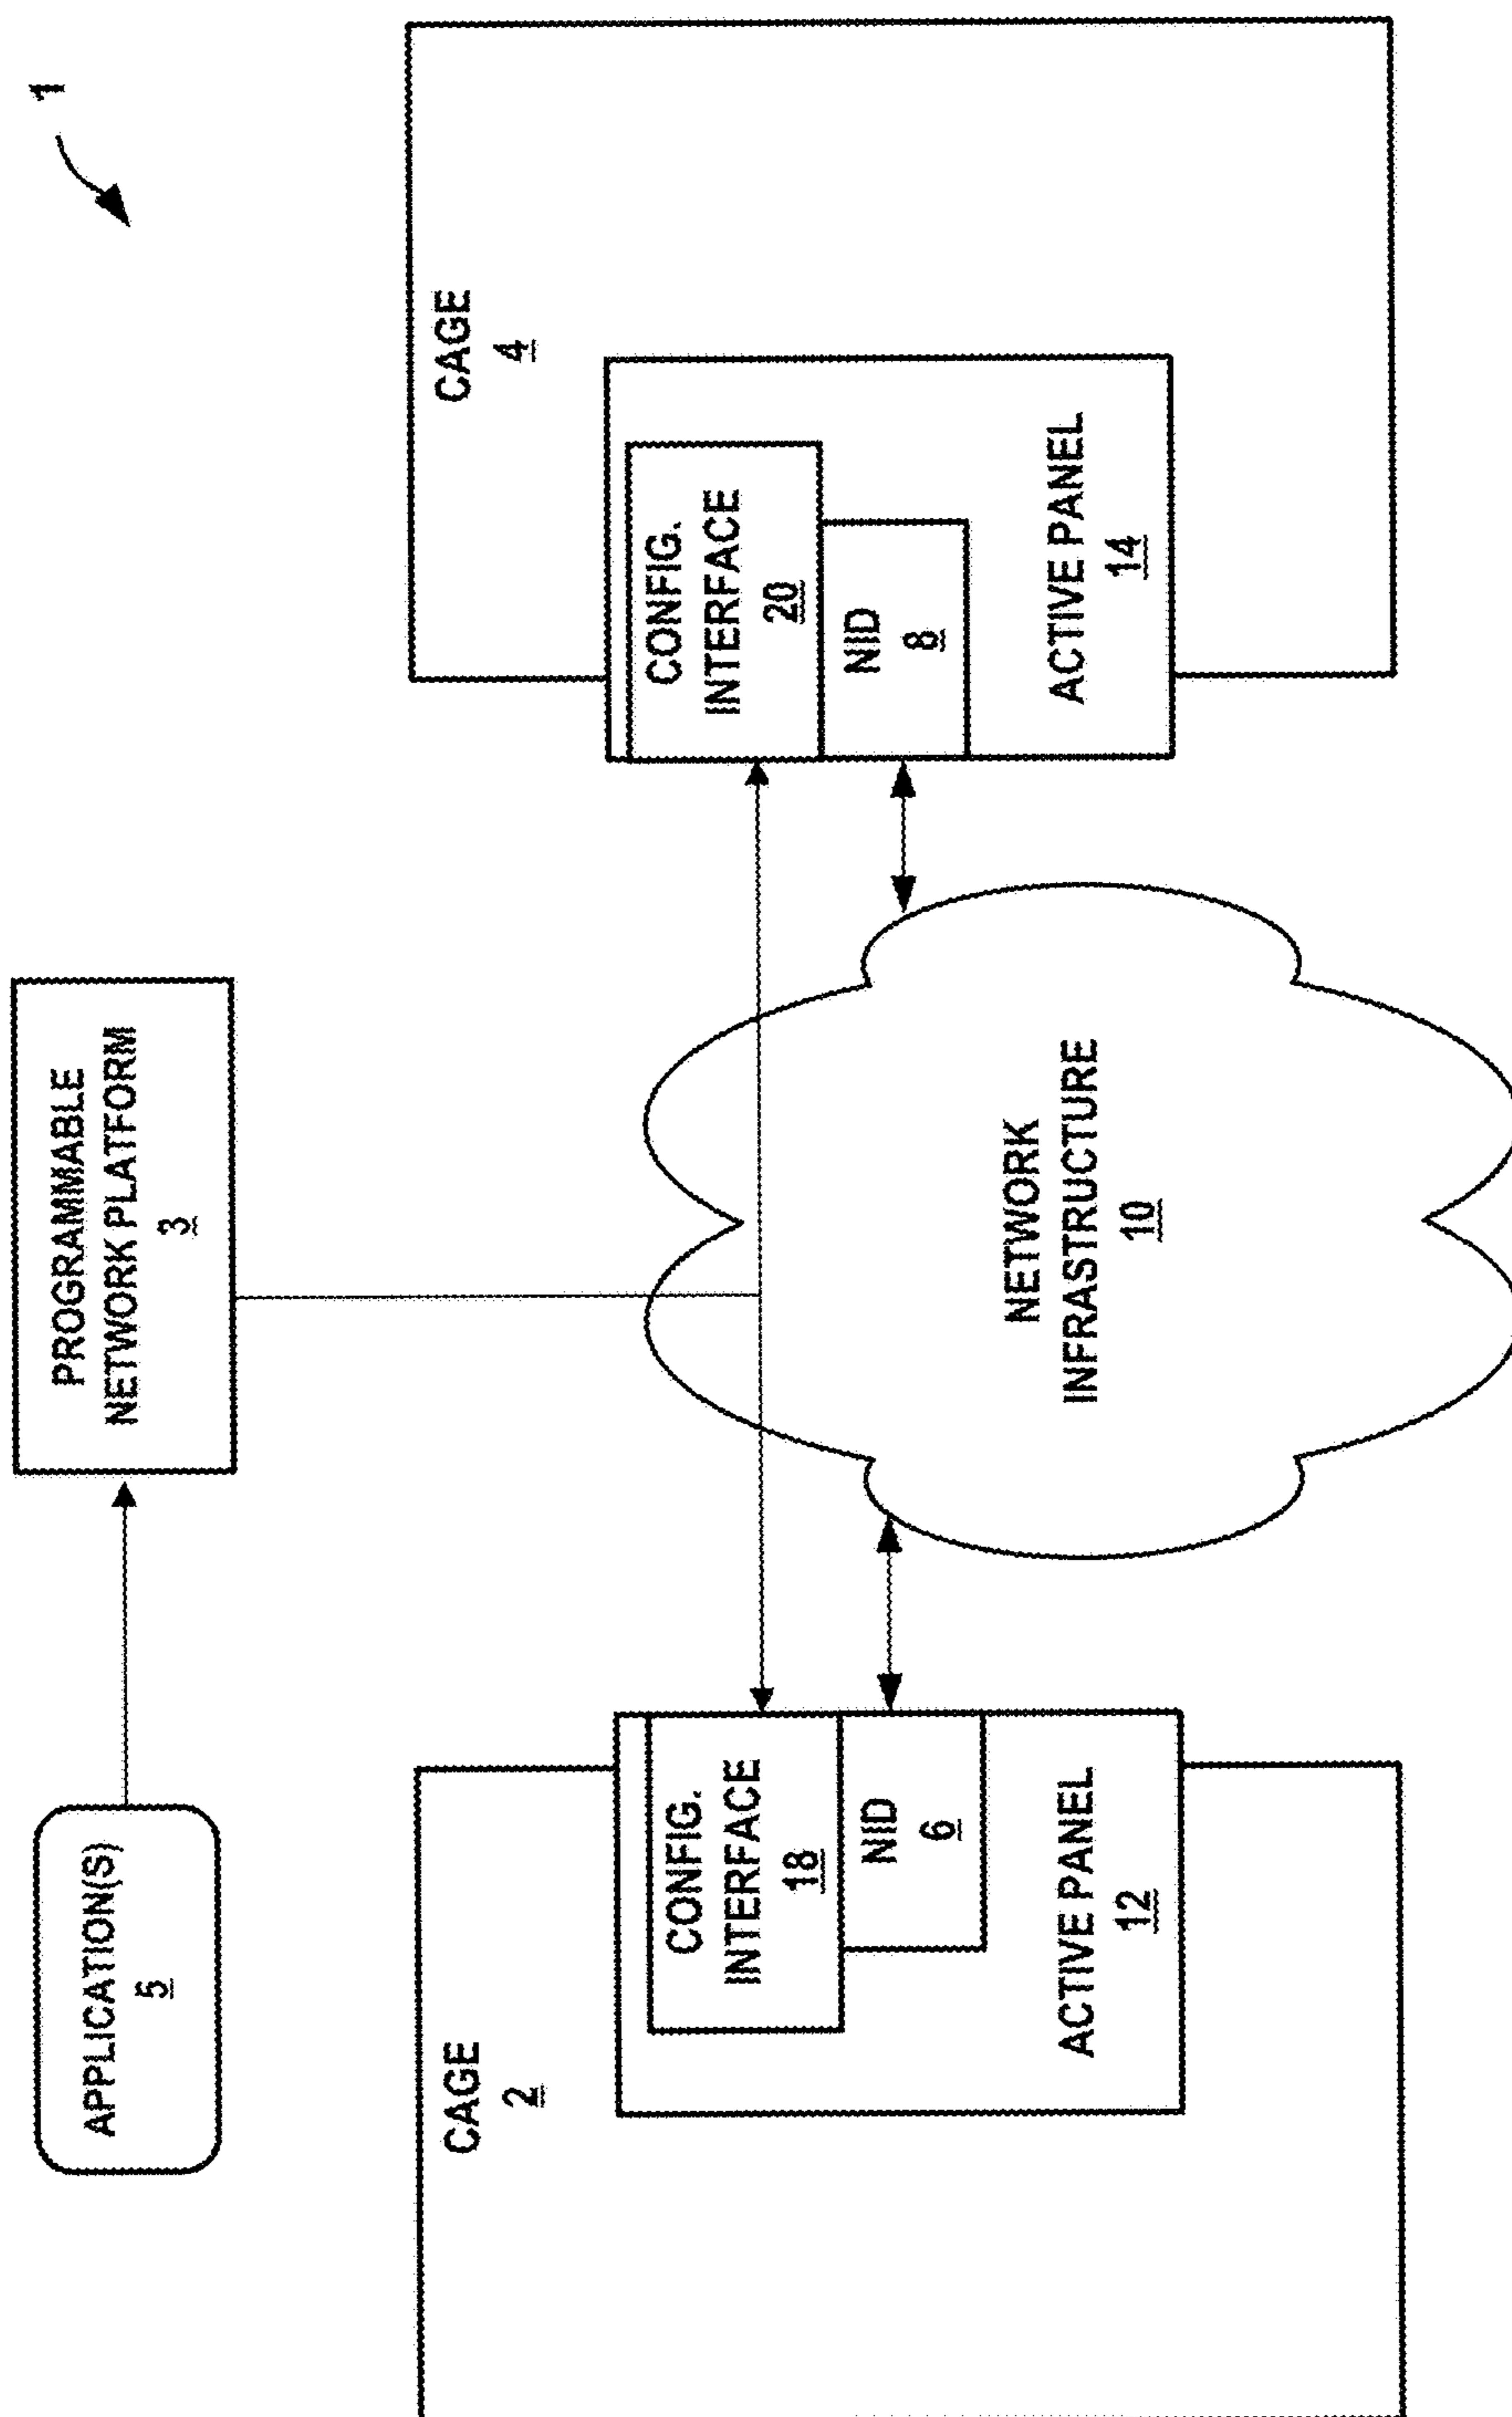 1
APPLICATION(S)
5
PROGRAMMABLE
NETWORK PLATFORM
3
CAGE
2
CONFIG.
INTERFACE
18
NID
6
ACTIVE PANEL
12
NETWORK
INFRASTRUCTURE
10
CAGE
4
CONFIG.
INTERFACE
20
NID
8
ACTIVE PANEL
14